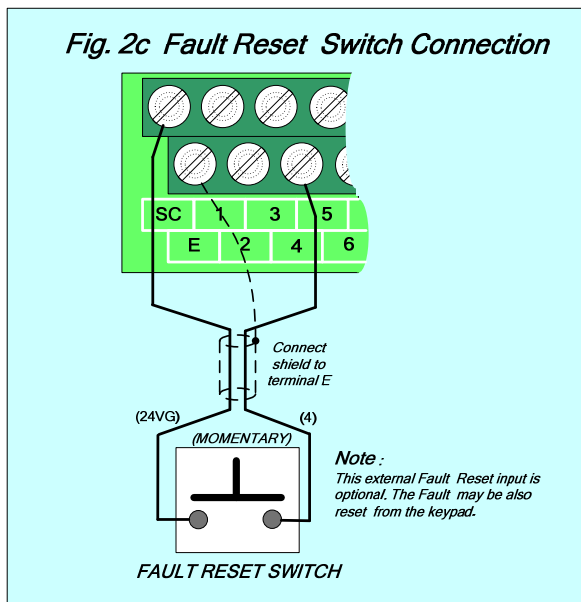 Fig. 2c Fault Reset Switch Connection
SC 1 3 5
E 2 4 6
Connect
shield to
terminal E
(24VG)
(4)
(MOMENTARY)
Note :
This external Fault Reset input is
optional. The Fault may be also
reset from the keypad.
FAULT RESET SWITCH